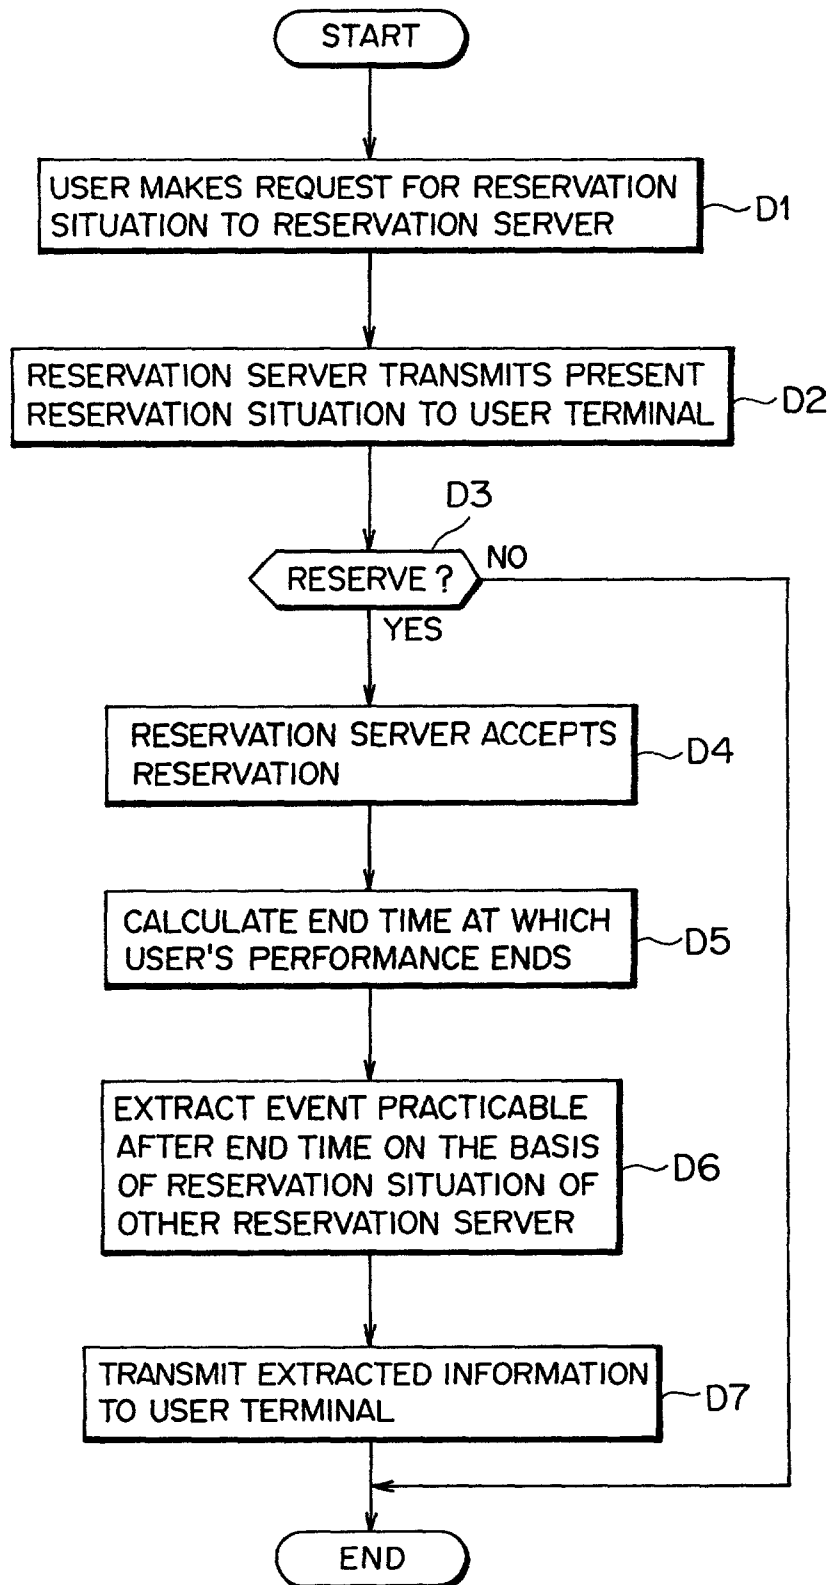 START
USER MAKES REQUEST FOR RESERVATION
SITUATION TO RESERVATION SERVER
D1
RESERVATION SERVER TRANSMITS PRESENT
RESERVATION SITUATION TO USER TERMINAL
D2
D3
RESERVE?
NO
YES
RESERVATION SERVER ACCEPTS
RESERVATION
D4
CALCULATE END TIME AT WHICH
USER'S PERFORMANCE ENDS
D5
EXTRACT EVENT PRACTICABLE
AFTER END TIME ON THE BASIS
OF RESERVATION SITUATION OF
OTHER RESERVATION SERVER
D6
TRANSMIT EXTRACTED INFORMATION
TO USER TERMINAL
D7
END